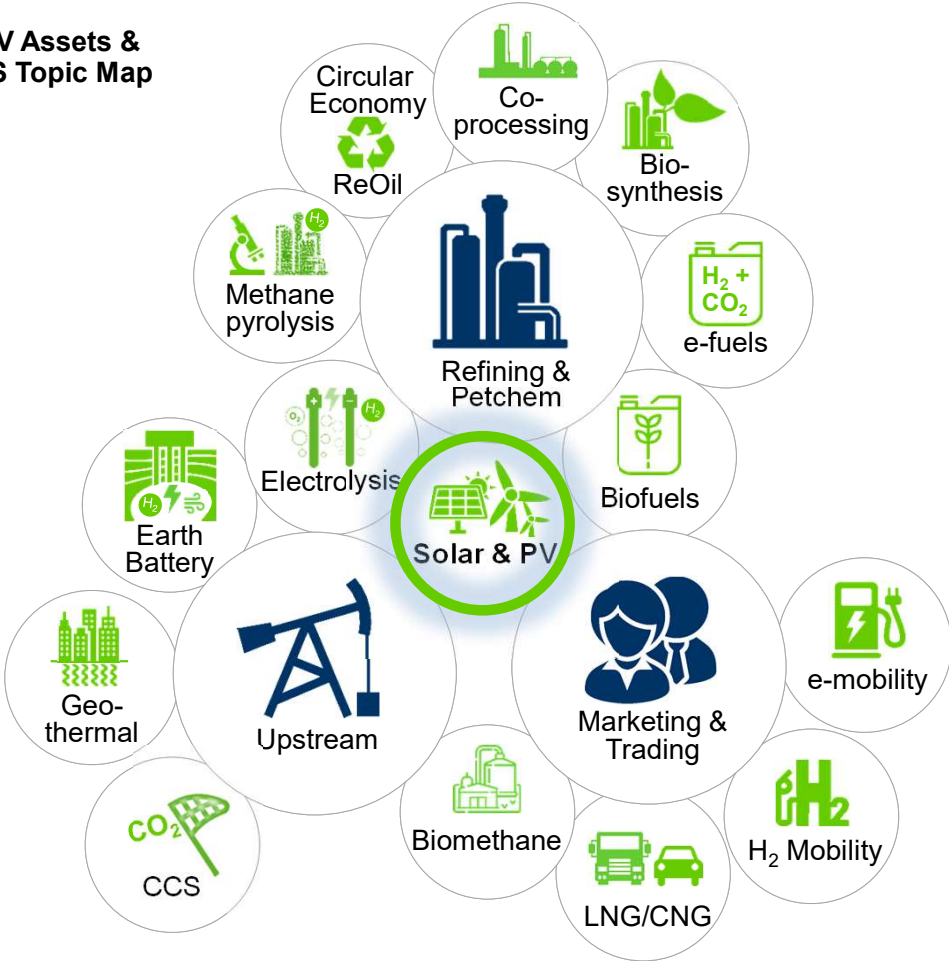 V Assets &
S Topic Map
Circular
Economy
ReOil
Co-
processing
Bio-
synthesis
H₂
Methane
pyrolysis
H₂ +
CO₂
e-fuels
Refining &
Petchem
+ −
O₂ H₂
Electrolysis
Biofuels
H₂
Earth
Battery
Solar & PV
Geo-
thermal
Upstream
Marketing &
Trading
e-mobility
CO₂
CCS
Biomethane
LNG/CNG
H2
H₂ Mobility